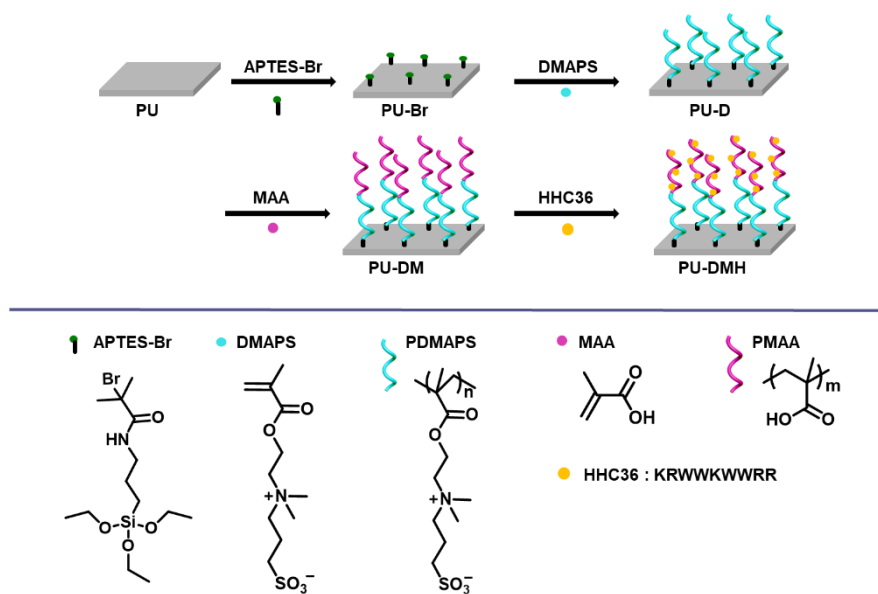 APTES-Br
DMAPS
PU
PU-Br
PU-D
MAA
HHC36
PU-DM
PU-DMH
APTES-Br
DMAPS
PDMAPS
MAA
PMAA
Br
O
HN
Si
O
O
O
O
O
N
+
SO₃⁻
n
O
O
N
+
SO₃⁻
O
OH
m
HO
O
HHC36 : KRWWKWWRR